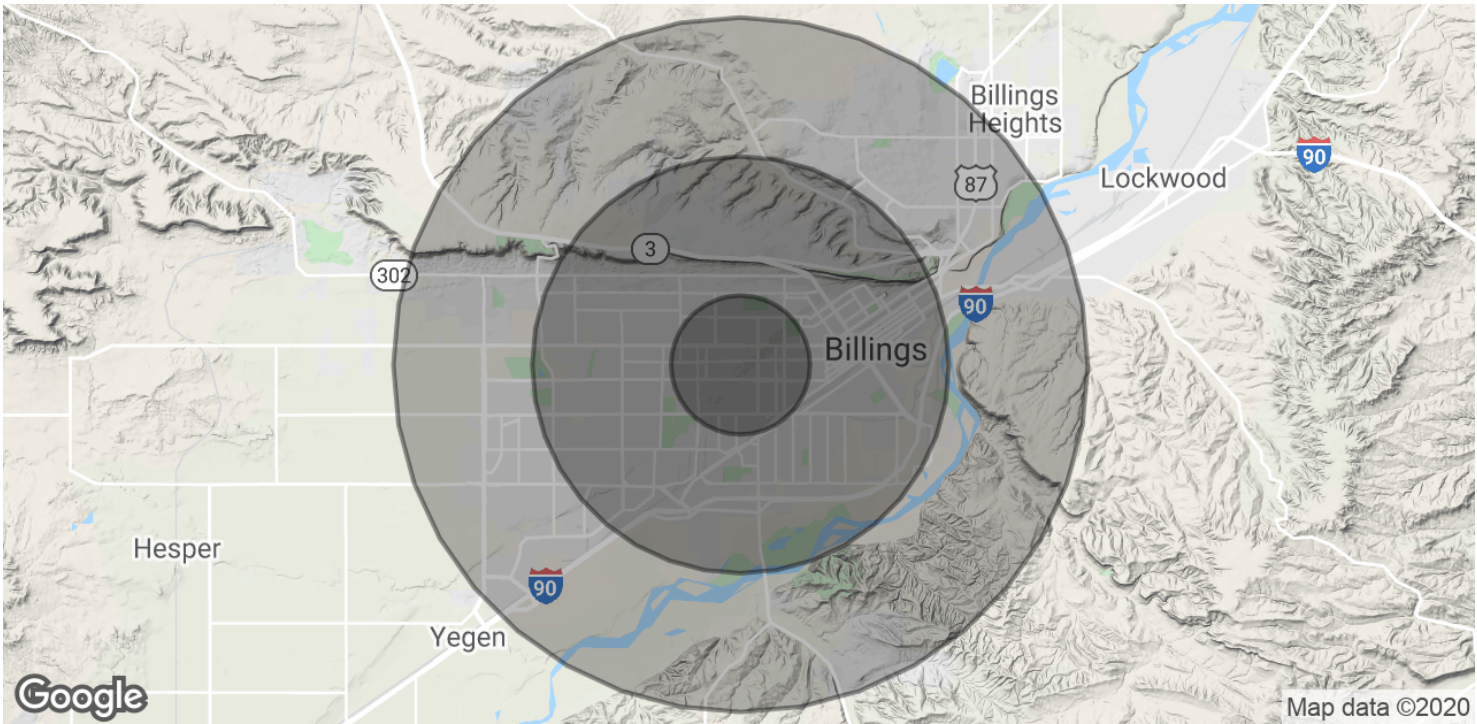 Billings
Heights
90
87
Lockwood
3
302
90
Billings
Hesper
90
Yegen
Google
Map data ©2020